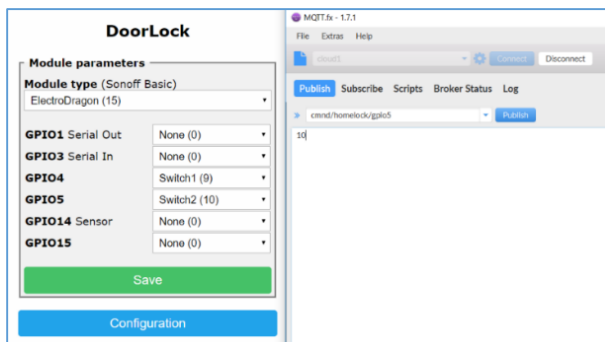 DoorLock
Module parameters
Module type (Sonoff Basic)
ElectroDragon (15)
GPIO1 Serial Out None (0)
GPIO3 Serial In None (0)
GPIO4 Switch1 (9)
GPIO5 Switch2 (10)
GPIO14 Sensor None (0)
GPIO15 None (0)
Save
Configuration
MQTT.fx - 1.7.1
File Extras Help
cloud1 Connect Disconnect
Publish Subscribe Scripts Broker Status Log
» cmnd/homelock/gpio5 Publish
10